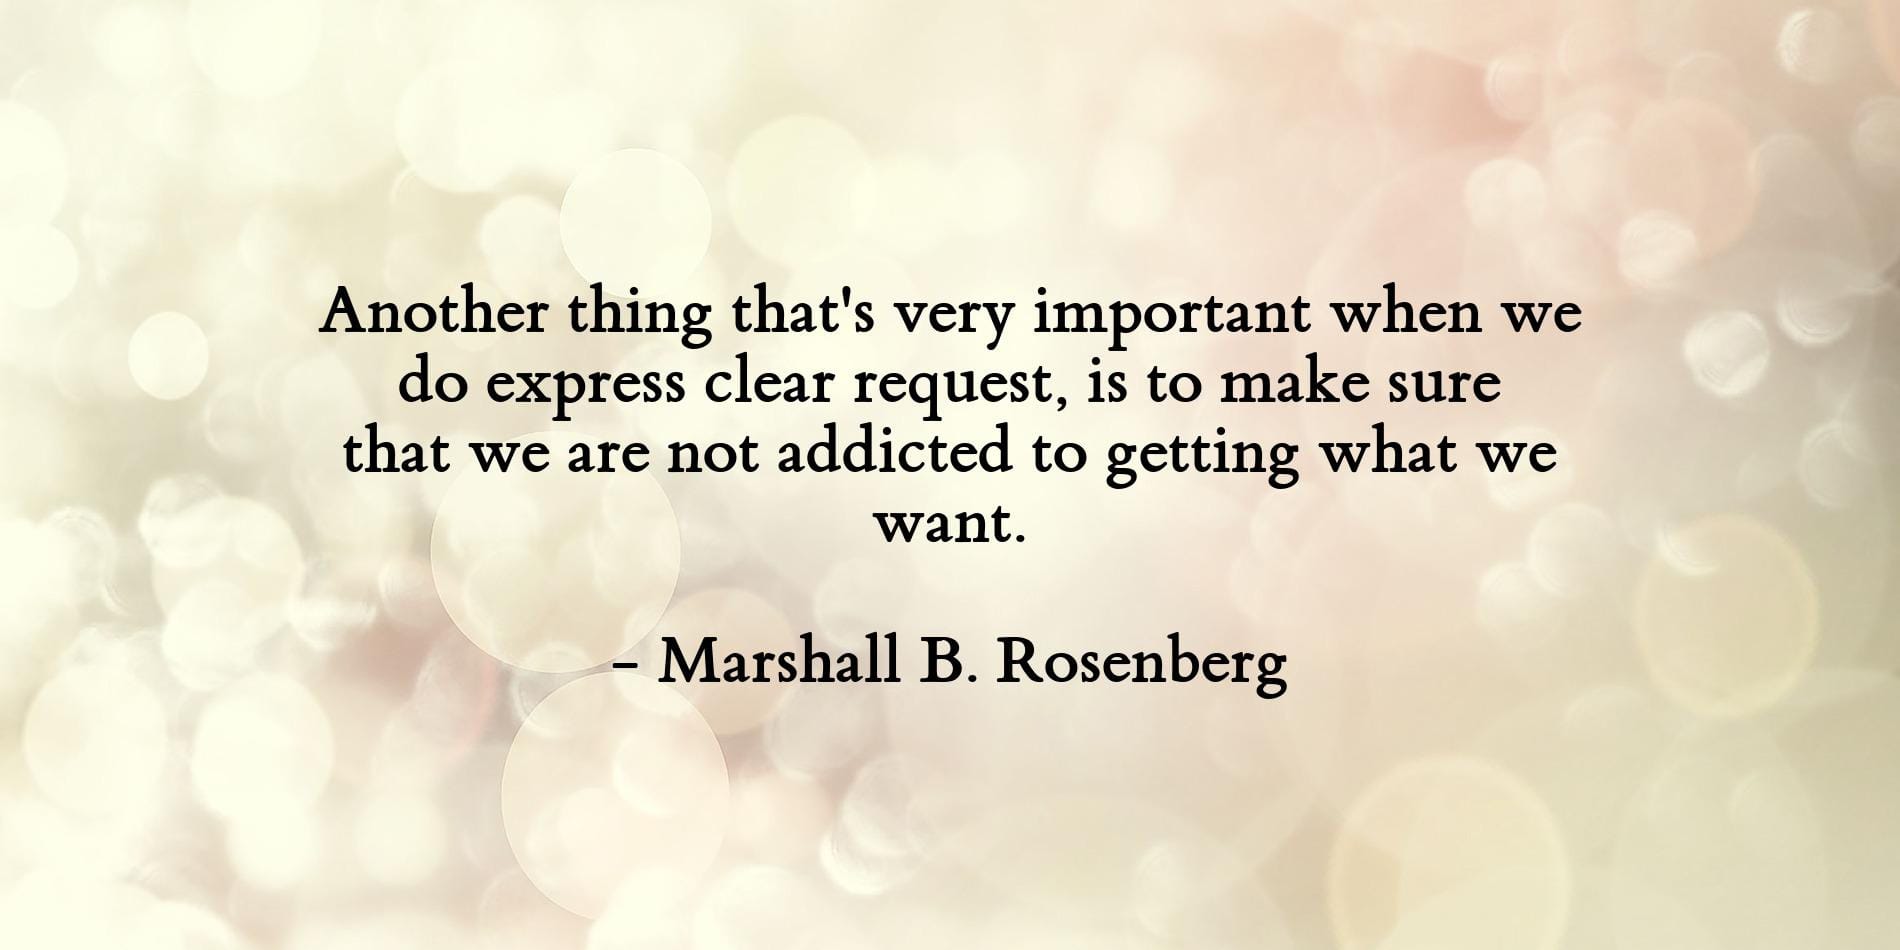 Another thing that's very important when we
do express clear request, is to make sure
that we are not addicted to getting what we
want.
- Marshall B. Rosenberg